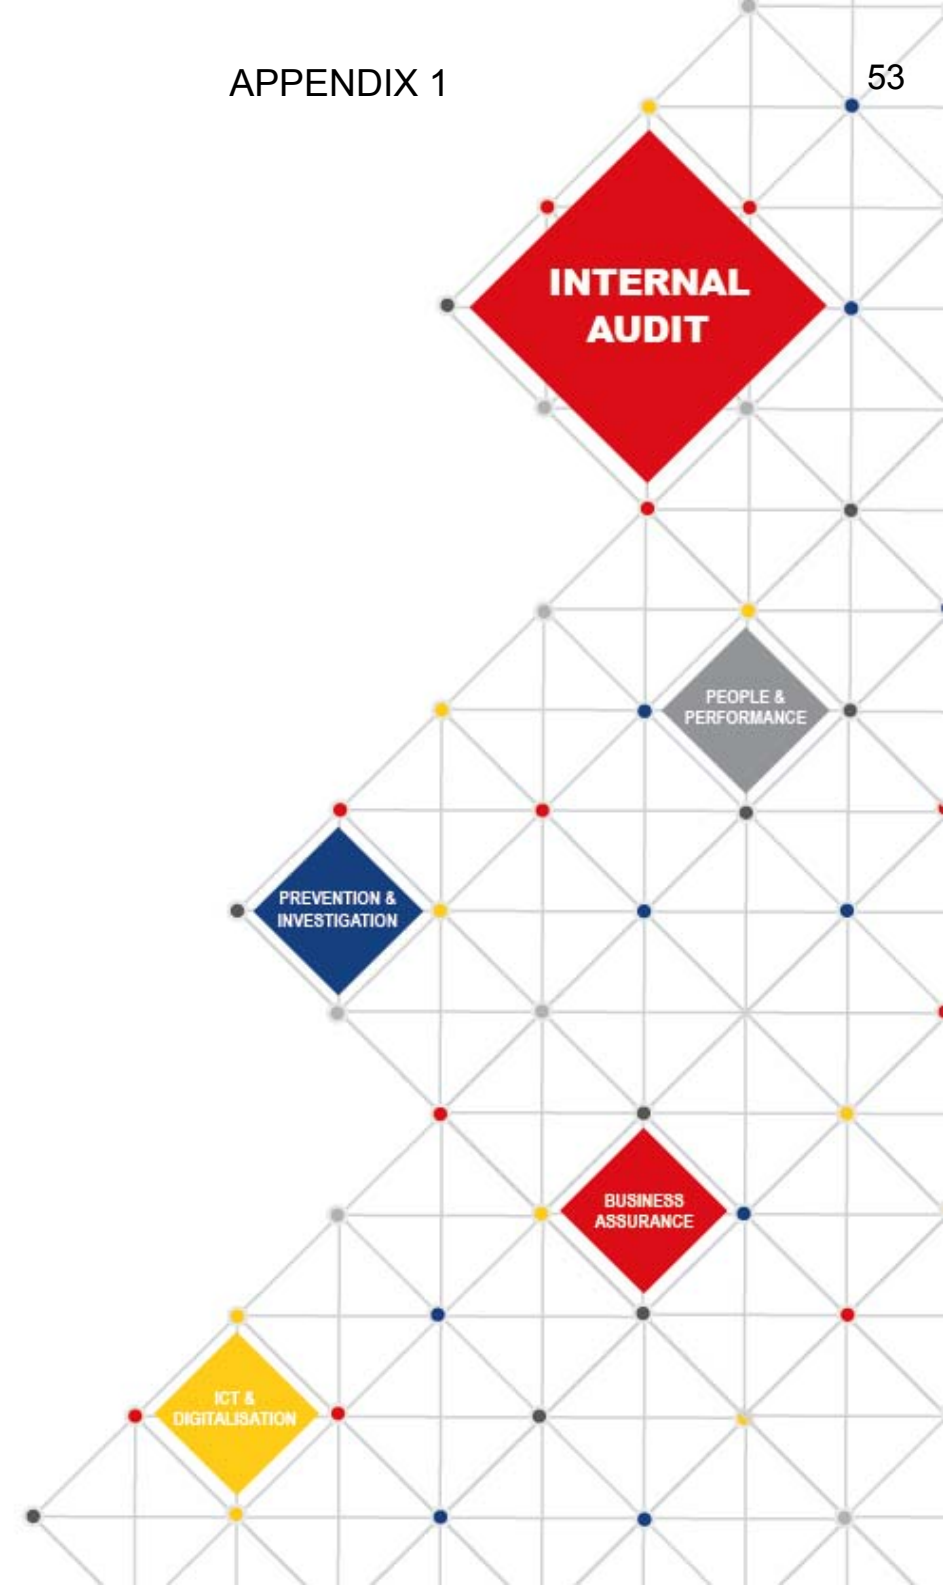 APPENDIX 1
53
INTERNAL
AUDIT
PEOPLE &
PERFORMANCE
PREVENTION &
INVESTIGATION
BUSINESS
ASSURANCE
ICT &
DIGITALISATION